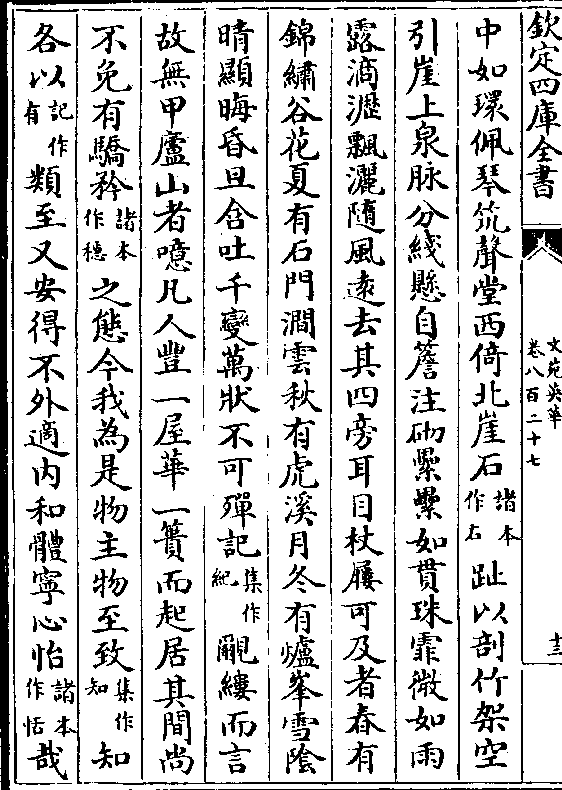 欽定四庫全書
文苑英華
卷八百二十七
十三
中如環佩琴筑聲堂西倚北崖石諸本作右趾以剖竹架空
引崖上泉脉分綫懸自簷注砌纍纍如貫珠霏微如雨
露滴瀝飄灑隨風逺去其四旁耳目杖屨可及者春有
錦繡谷花夏有石門澗雲秋有虎溪月冬有爐峯雪陰
晴顯晦昏旦含吐千變萬狀不可殫記集作紀覼縷而言
故無甲廬山者噫凡人豐一屋華一簣而起居其間尚
不免有驕矜諸本作穏之態今我為是物主物至致集作知知
各以記作有類至又安得不外適内和體寧心怡諸本作恬哉